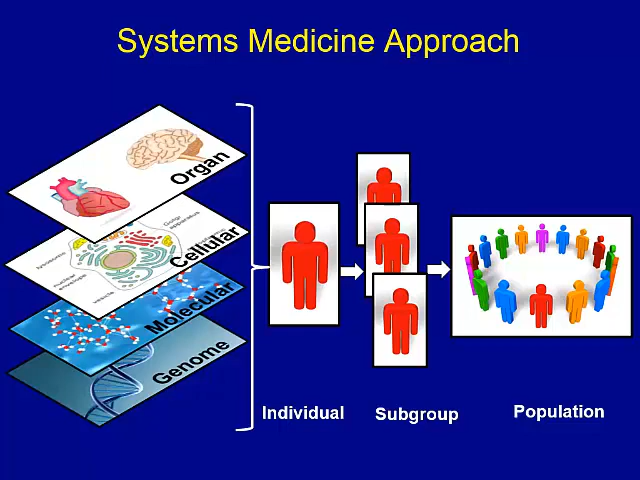 Systems Medicine Approach
Organ
Cellular
Molecular
Genome
Individual
Subgroup
Population